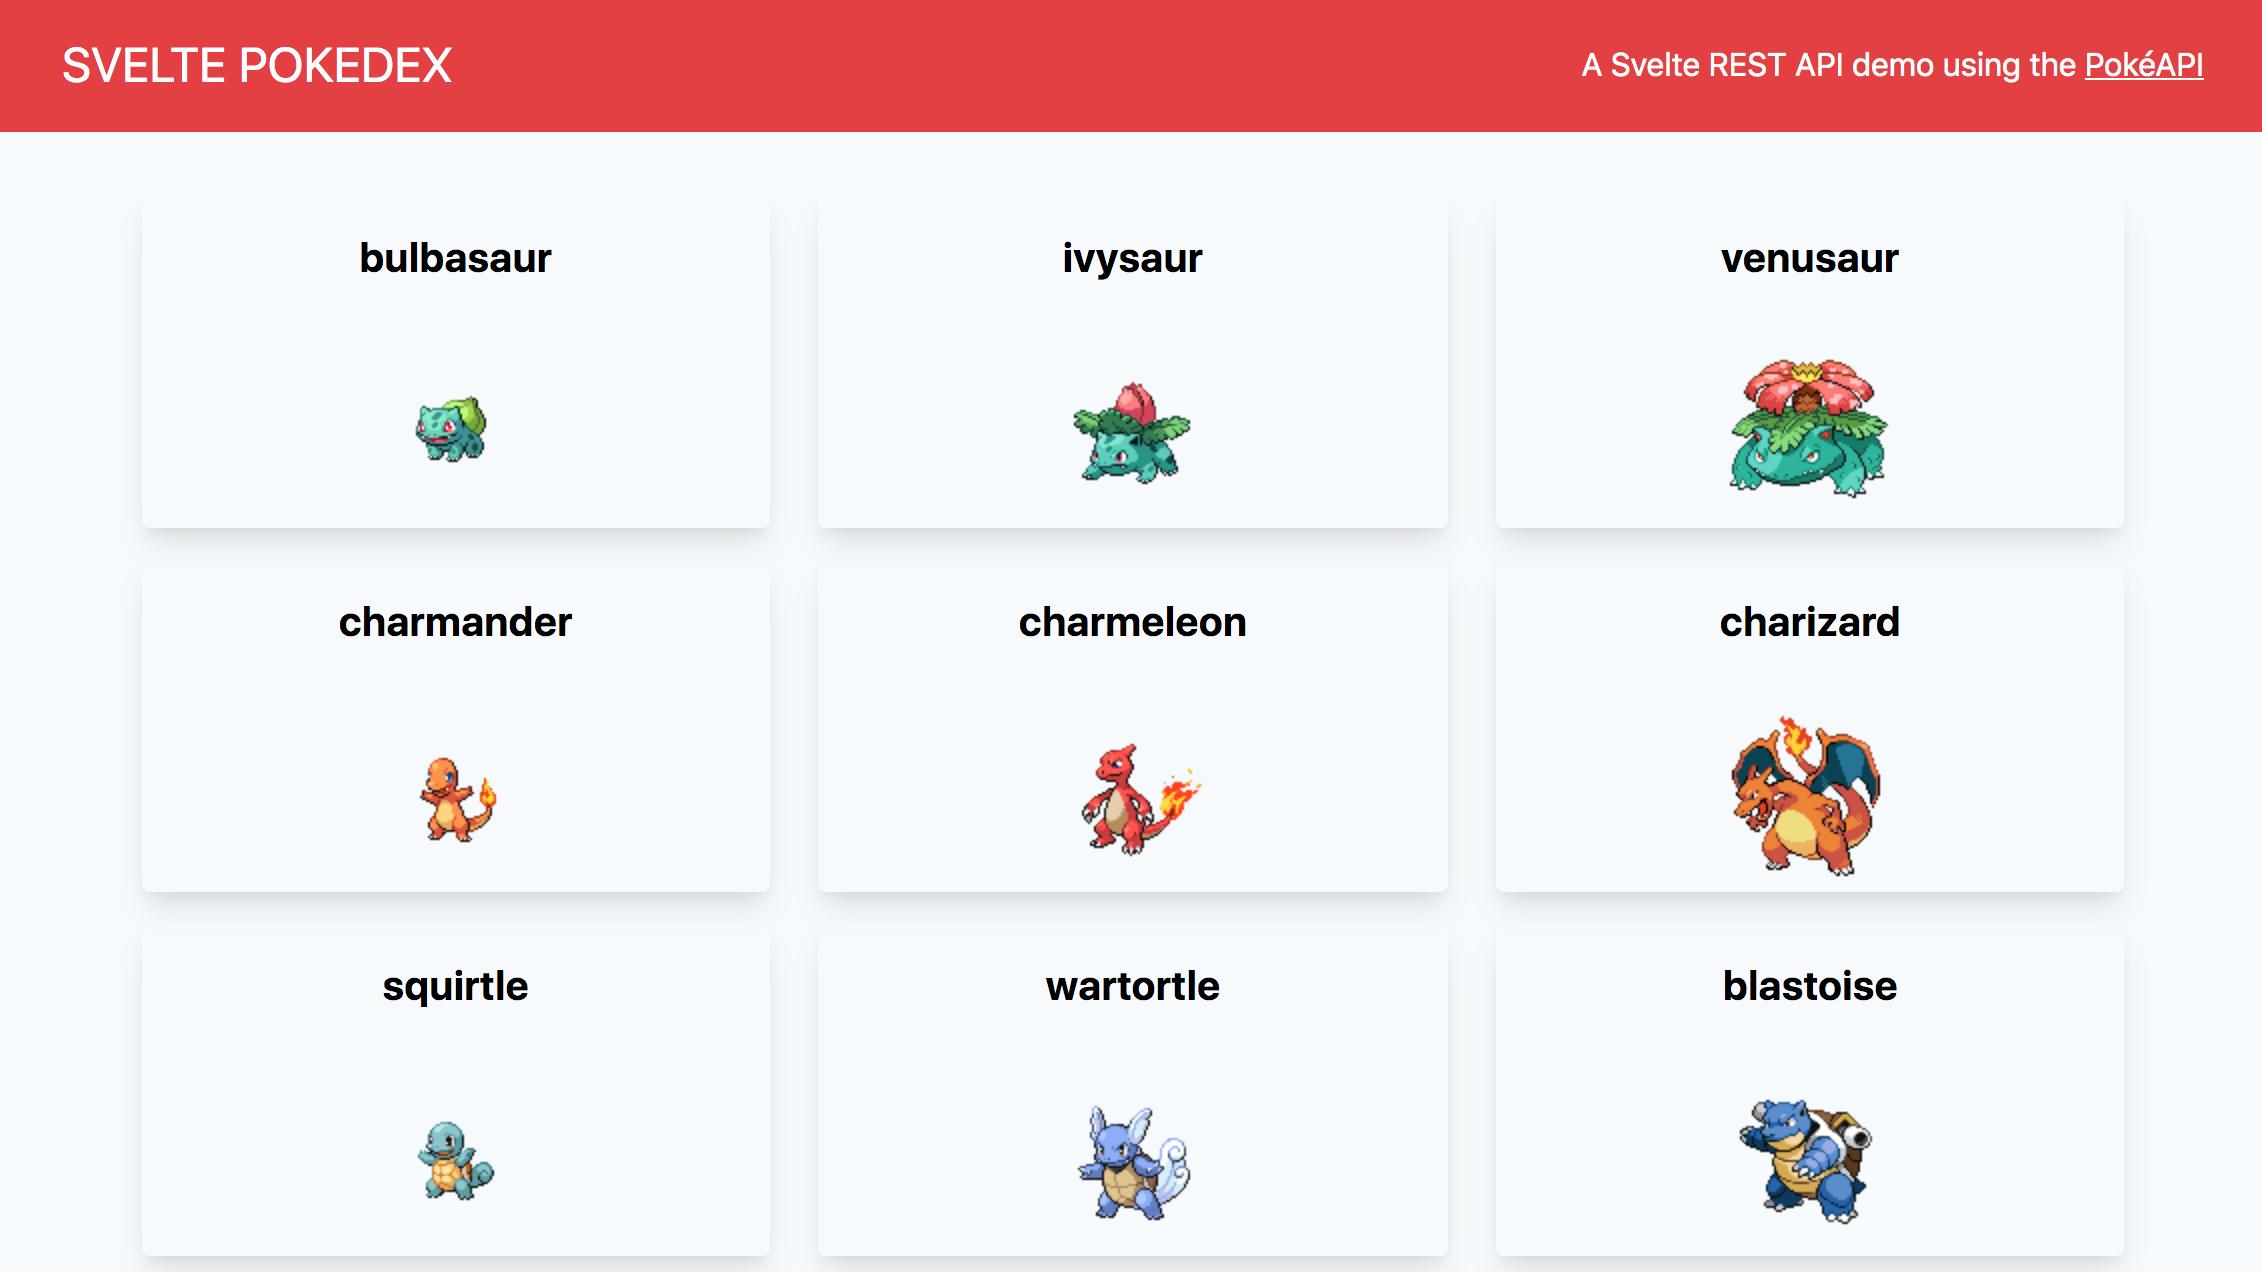 SVELTE POKEDEX
A Svelte REST API demo using the PokéAPI
bulbasaur
ivysaur
venusaur
charmander
charmeleon
charizard
squirtle
wartortle
blastoise